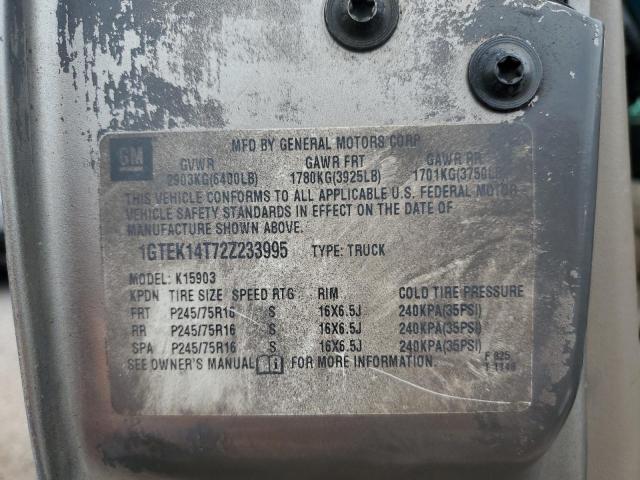 GM
MFD BY GENERAL MOTORS CORP
GVWR GAWR FRT GAWR RR
2903KG(6400LB) 1780KG(3925LB) 1701KG(3750LB)
THIS VEHICLE CONFORMS TO ALL APPLICABLE U.S. FEDERAL MOTOR
VEHICLE SAFETY STANDARDS IN EFFECT ON THE DATE OF
MANUFACTURE SHOWN ABOVE.
1GTEK14T72Z233995 TYPE: TRUCK
MODEL: K15903
KPDN TIRE SIZE SPEED RTG RIM COLD TIRE PRESSURE
FRT P245/75R16 S 16X6.5J 240KPA(35PSI)
RR P245/75R16 S 16X6.5J 240KPA(35PSI)
SPA P245/75R16 S 16X6.5J 240KPA(35PSI)
SEE OWNER'S MANUAL FOR MORE INFORMATION.